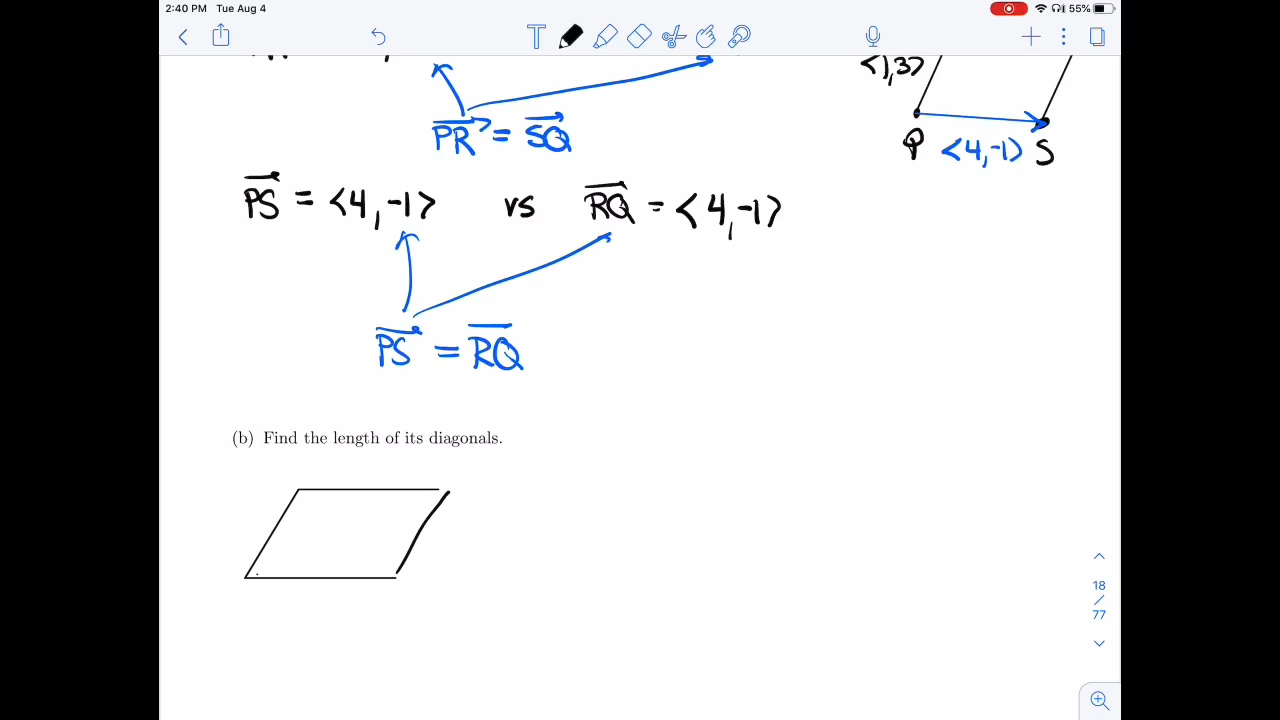 2:40 PM Tue Aug 4
55%
T
<1,3>
PR = SQ
P <4,-1> S
PS = <4,-1> vs RQ = <4,-1>
PS = RQ
(b) Find the length of its diagonals.
18
/
77